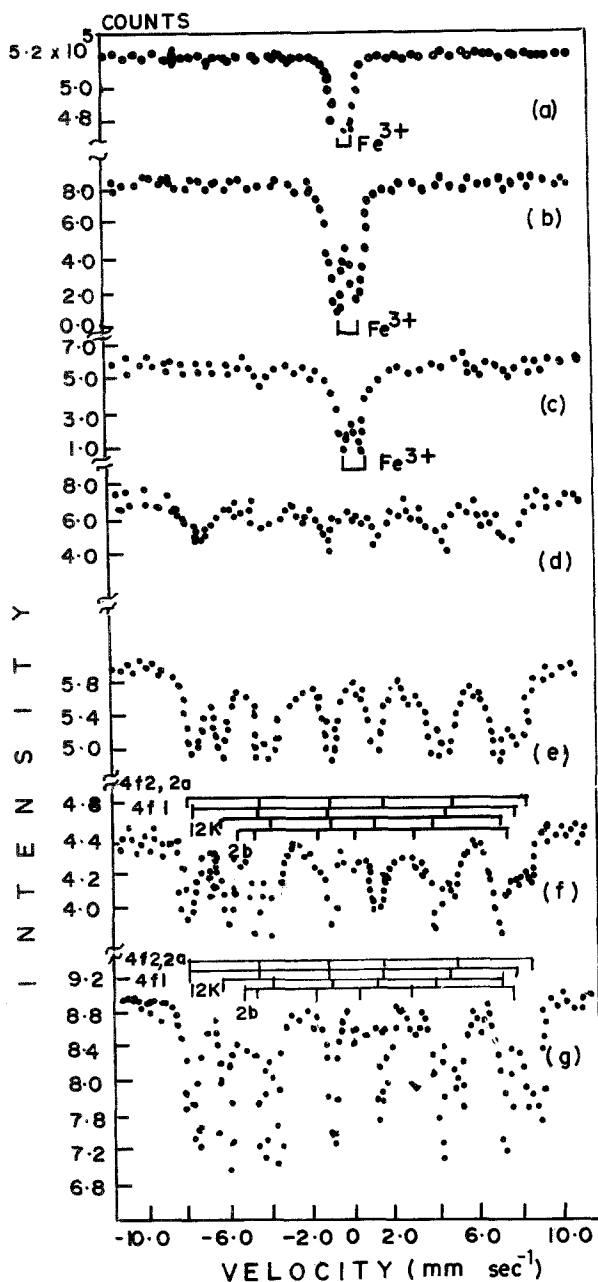 COUNTS
5
5.2 x 10
5.0
4.8
(a)
Fe3+
8.0
6.0
4.0
2.0
0.0
(b)
Fe3+
7.0
5.0
3.0
1.0
(c)
Fe3+
8.0
6.0
4.0
(d)
5.8
5.4
5.0
(e)
4f2, 2a
4.8
4f1
12K
2b
4.4
4.2
4.0
(f)
4f2,2a
9.2
4f1
12K
2b
8.8
8.4
8.0
7.8
7.2
6.8
(g)
INTENSITY
-10.0 -6.0 -2.0 0 2.0 6.0 10.0
VELOCITY (mm sec-1)